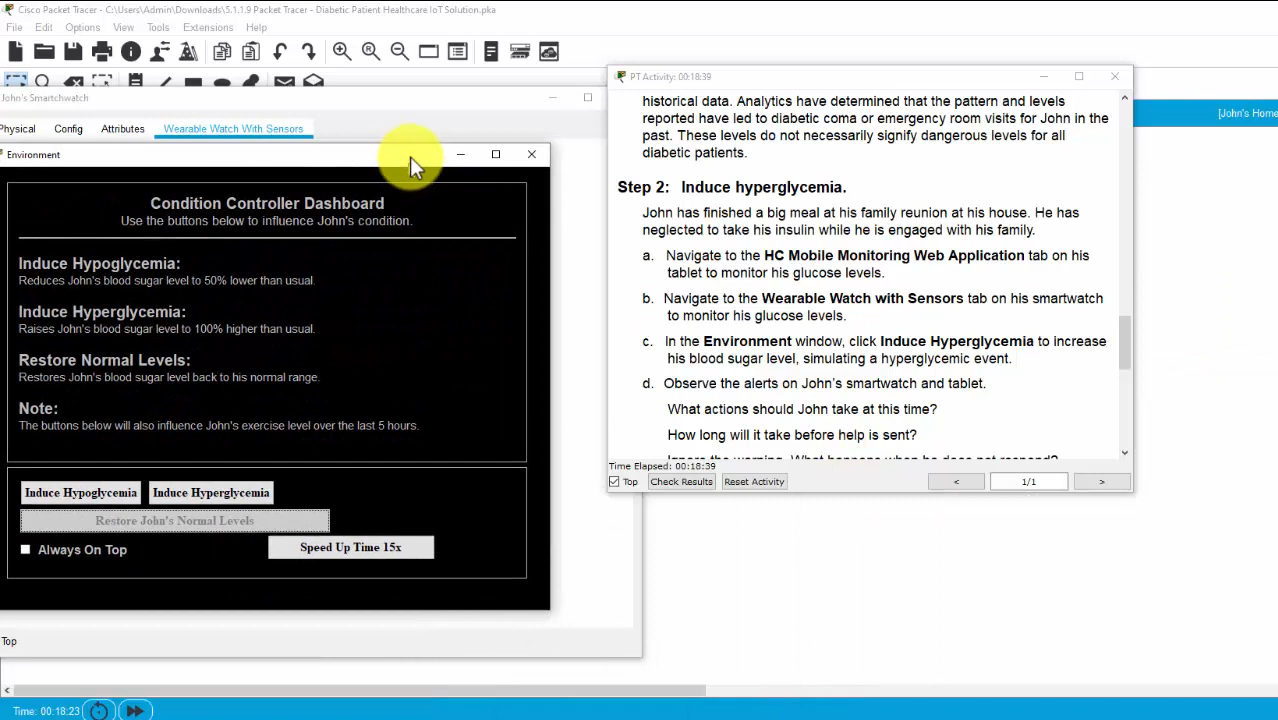 Cisco Packet Tracer - C:\Users\Admin\Downloads\5.1.1.9 Packet Tracer - Diabetic Patient Healthcare IoT Solution.pka
File Edit Options View Tools Extensions Help
John's Smartchwatch
Physical Config Attributes Wearable Watch With Sensors
Environment
Condition Controller Dashboard
Use the buttons below to influence John's condition.
Induce Hypoglycemia:
Reduces John's blood sugar level to 50% lower than usual.
Induce Hyperglycemia:
Raises John's blood sugar level to 100% higher than usual.
Restore Normal Levels:
Restores John's blood sugar level back to his normal range.
Note:
The buttons below will also influence John's exercise level over the last 5 hours.
Induce Hypoglycemia Induce Hyperglycemia
Restore John's Normal Levels
Always On Top
Speed Up Time 15x
Top
Time: 00:18:23
PT Activity: 00:18:39
historical data. Analytics have determined that the pattern and levels
reported have led to diabetic coma or emergency room visits for John in the
past. These levels do not necessarily signify dangerous levels for all
diabetic patients.
Step 2: Induce hyperglycemia.
John has finished a big meal at his family reunion at his house. He has
neglected to take his insulin while he is engaged with his family.
a. Navigate to the HC Mobile Monitoring Web Application tab on his
tablet to monitor his glucose levels.
b. Navigate to the Wearable Watch with Sensors tab on his smartwatch
to monitor his glucose levels.
c. In the Environment window, click Induce Hyperglycemia to increase
his blood sugar level, simulating a hyperglycemic event.
d. Observe the alerts on John's smartwatch and tablet.
What actions should John take at this time?
How long will it take before help is sent?
Ignore the warning. What happens when he does not respond?
Time Elapsed: 00:18:39
Top Check Results Reset Activity < 1/1 >
[John's Home